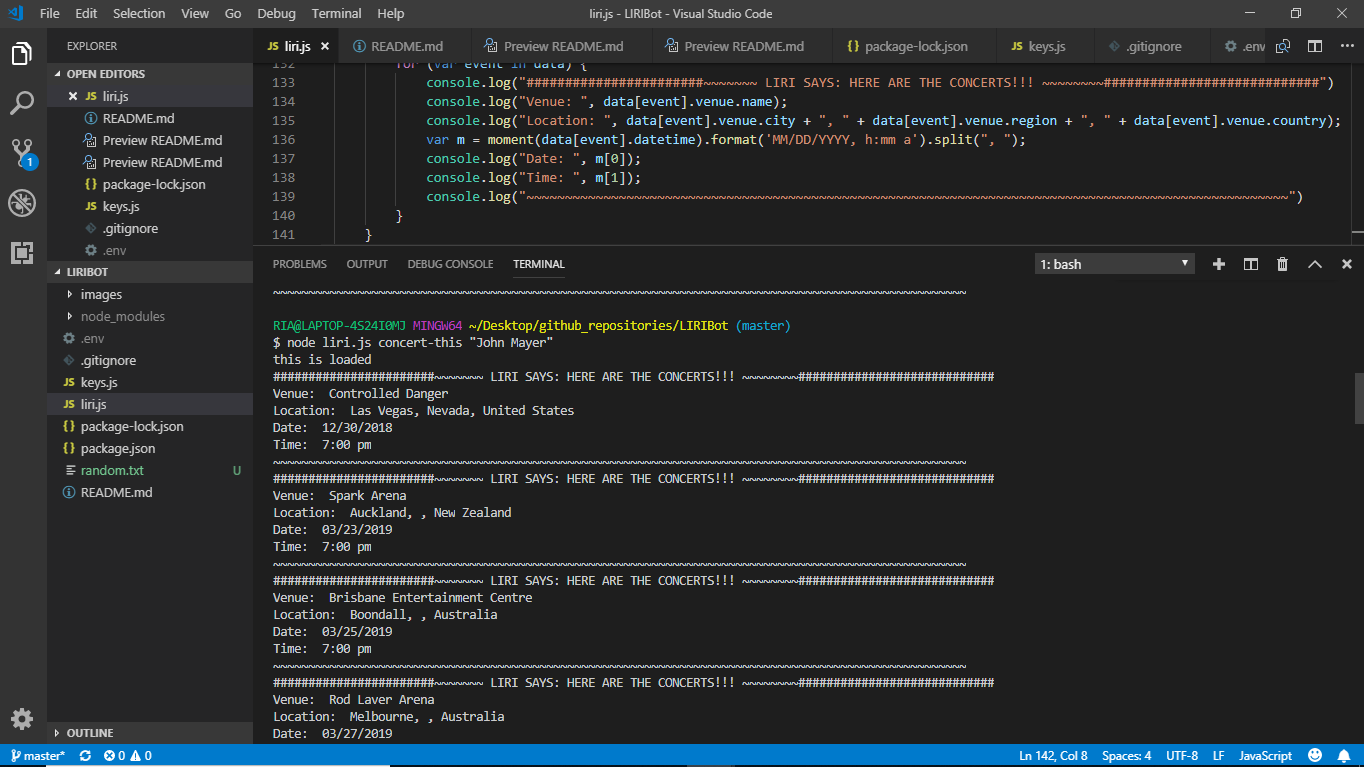 File Edit Selection View Go Debug Terminal Help
liri.js - LIRIBot - Visual Studio Code
EXPLORER
OPEN EDITORS
JS liri.js
README.md
Preview README.md
Preview README.md
{} package-lock.json
JS keys.js
.gitignore
.env
LIRIBOT
images
node_modules
.env
.gitignore
JS keys.js
JS liri.js
{} package-lock.json
{} package.json
random.txt U
README.md
OUTLINE
1
JS liri.js README.md Preview README.md Preview README.md {} package-lock.json JS keys.js .gitignore .env
132 for (var event in data) {
133 console.log("#######################~~~~~~~ LIRI SAYS: HERE ARE THE CONCERTS!!! ~~~~~~~~############################")
134 console.log("Venue: ", data[event].venue.name);
135 console.log("Location: ", data[event].venue.city + ", " + data[event].venue.region + ", " + data[event].venue.country);
136 var m = moment(data[event].datetime).format('MM/DD/YYYY, h:mm a').split(", ");
137 console.log("Date: ", m[0]);
138 console.log("Time: ", m[1]);
139 console.log("~~~~~~~~~~~~~~~~~~~~~~~~~~~~~~~~~~~~~~~~~~~~~~~~~~~~~~~~~~~~~~~~~~~~~~~~~~~~~~~~~~~~~~~~~~~~~~~~~~~")
140 }
141 }
PROBLEMS OUTPUT DEBUG CONSOLE TERMINAL 1: bash
~~~~~~~~~~~~~~~~~~~~~~~~~~~~~~~~~~~~~~~~~~~~~~~~~~~~~~~~~~~~~~~~~~~~~~~~~~~~~~~~~~~~~~~~~~~~~~~~~~~
RIA@LAPTOP-4S24I0MJ MINGW64 ~/Desktop/github_repositories/LIRIBot (master)
$ node liri.js concert-this "John Mayer"
this is loaded
#######################~~~~~~~ LIRI SAYS: HERE ARE THE CONCERTS!!! ~~~~~~~~############################
Venue:  Controlled Danger
Location:  Las Vegas, Nevada, United States
Date:  12/30/2018
Time:  7:00 pm
~~~~~~~~~~~~~~~~~~~~~~~~~~~~~~~~~~~~~~~~~~~~~~~~~~~~~~~~~~~~~~~~~~~~~~~~~~~~~~~~~~~~~~~~~~~~~~~~~~~
#######################~~~~~~~ LIRI SAYS: HERE ARE THE CONCERTS!!! ~~~~~~~~############################
Venue:  Spark Arena
Location:  Auckland, , New Zealand
Date:  03/23/2019
Time:  7:00 pm
~~~~~~~~~~~~~~~~~~~~~~~~~~~~~~~~~~~~~~~~~~~~~~~~~~~~~~~~~~~~~~~~~~~~~~~~~~~~~~~~~~~~~~~~~~~~~~~~~~~
#######################~~~~~~~ LIRI SAYS: HERE ARE THE CONCERTS!!! ~~~~~~~~############################
Venue:  Brisbane Entertainment Centre
Location:  Boondall, , Australia
Date:  03/25/2019
Time:  7:00 pm
~~~~~~~~~~~~~~~~~~~~~~~~~~~~~~~~~~~~~~~~~~~~~~~~~~~~~~~~~~~~~~~~~~~~~~~~~~~~~~~~~~~~~~~~~~~~~~~~~~~
#######################~~~~~~~ LIRI SAYS: HERE ARE THE CONCERTS!!! ~~~~~~~~############################
Venue:  Rod Laver Arena
Location:  Melbourne, , Australia
Date:  03/27/2019
master* 0 0 Ln 142, Col 8 Spaces: 4 UTF-8 LF JavaScript